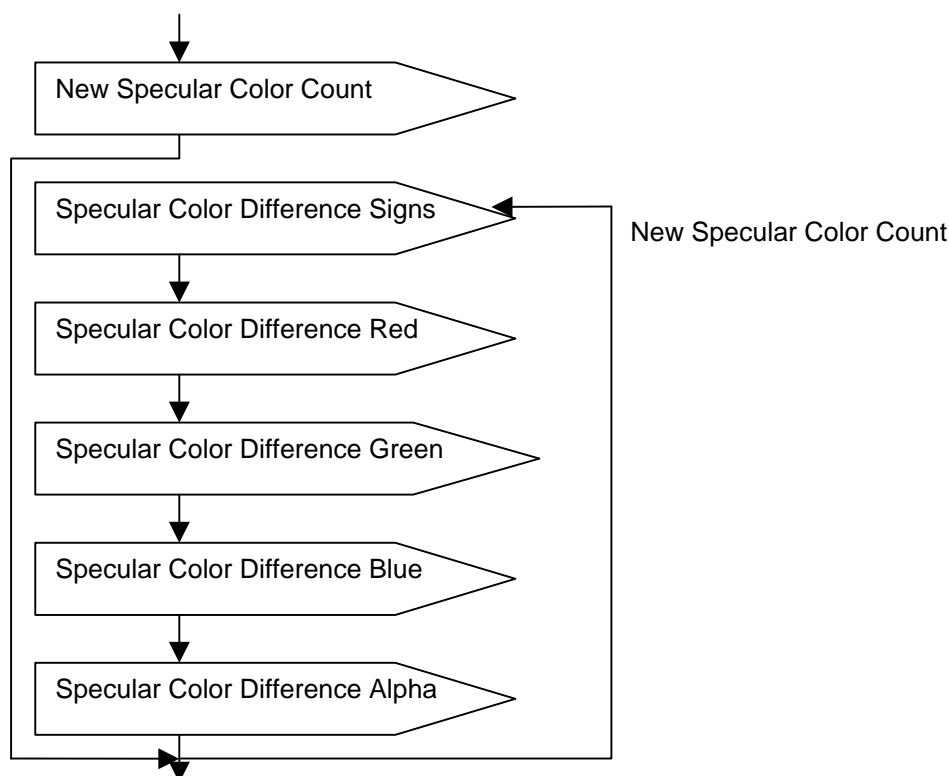 New Specular Color Count
Specular Color Difference Signs
New Specular Color Count
Specular Color Difference Red
Specular Color Difference Green
Specular Color Difference Blue
Specular Color Difference Alpha